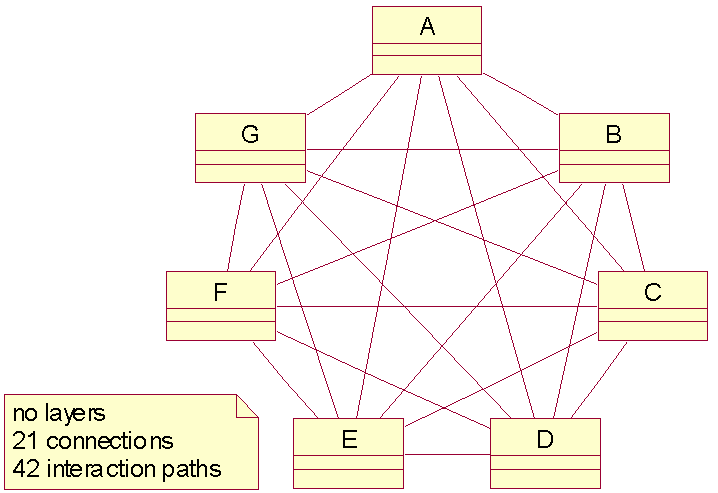 A
G
B
F
C
E
D
no layers
21 connections
42 interaction paths